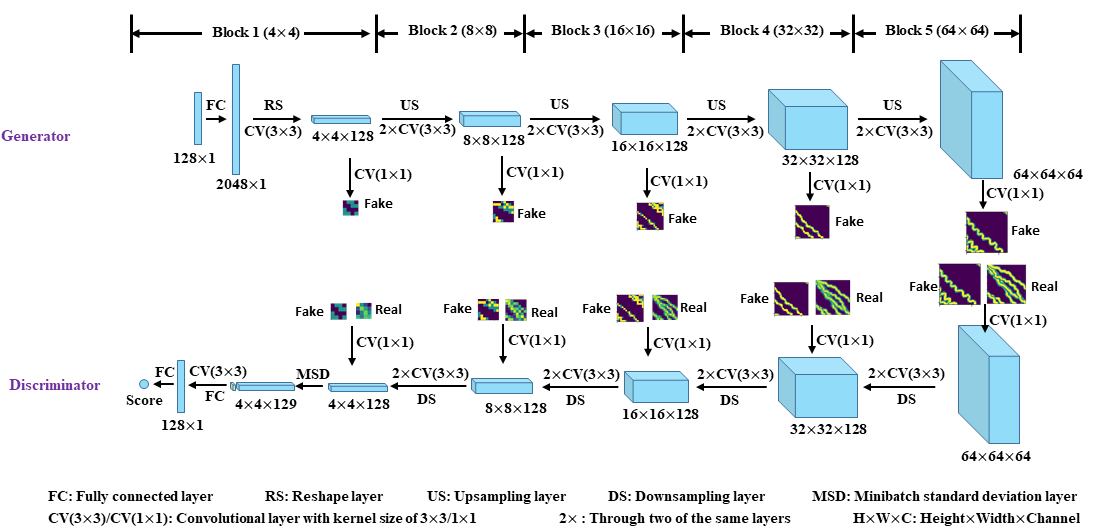 Block 1 (4×4) Block 2 (8×8) Block 3 (16×16) Block 4 (32×32) Block 5 (64×64)
FC RS US US US US
CV(3×3) 2×CV(3×3) 2×CV(3×3) 2×CV(3×3) 2×CV(3×3)
Generator
128×1 4×4×128 8×8×128 16×16×128 32×32×128 64×64×64
2048×1
CV(1×1) CV(1×1) CV(1×1) CV(1×1) CV(1×1)
Fake Fake Fake Fake Fake
Fake Real Fake Real Fake Real Fake Real Fake Real
CV(1×1) CV(1×1) CV(1×1) CV(1×1) CV(1×1)
Discriminator
FC CV(3×3) MSD 2×CV(3×3) 2×CV(3×3) 2×CV(3×3) 2×CV(3×3)
Score FC DS DS DS DS
128×1 4×4×129 4×4×128 8×8×128 16×16×128 32×32×128 64×64×64
FC: Fully connected layer RS: Reshape layer US: Upsampling layer DS: Downsampling layer MSD: Minibatch standard deviation layer
CV(3×3)/CV(1×1): Convolutional layer with kernel size of 3×3/1×1 2× : Through two of the same layers H×W×C: Height×Width×Channel